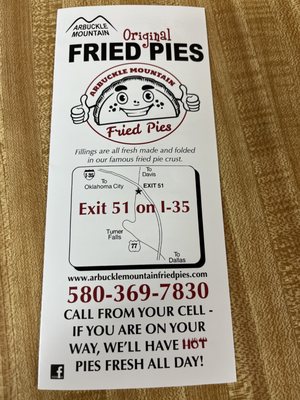 ARBUCKLE
MOUNTAIN
Original
FRIED PIES
ARBUCKLE MOUNTAIN
Fried Pies
Fillings are all fresh made and folded
in our famous fried pie crust.
I-35
To
Oklahoma City
To
Davis
EXIT 51
Exit 51 on I-35
Turner
Falls
77
To
Dallas
www.arbucklemountainfriedpies.com
580-369-7830
CALL FROM YOUR CELL -
IF YOU ARE ON YOUR
WAY, WE'LL HAVE HOT
PIES FRESH ALL DAY!
f